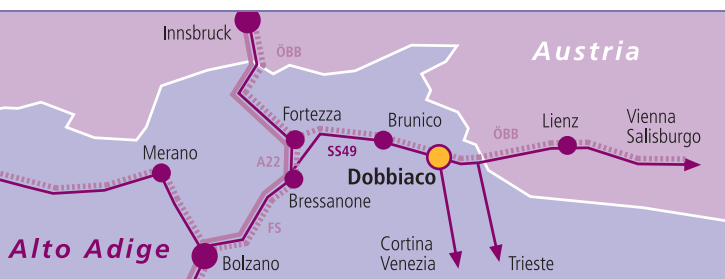 Innsbruck
ÖBB
Austria
Fortezza
Brunico
Lienz
Vienna
Salisburgo
ÖBB
Merano
A22
SS49
Dobbiaco
Bressanone
FS
Alto Adige
Bolzano
Cortina
Venezia
Trieste